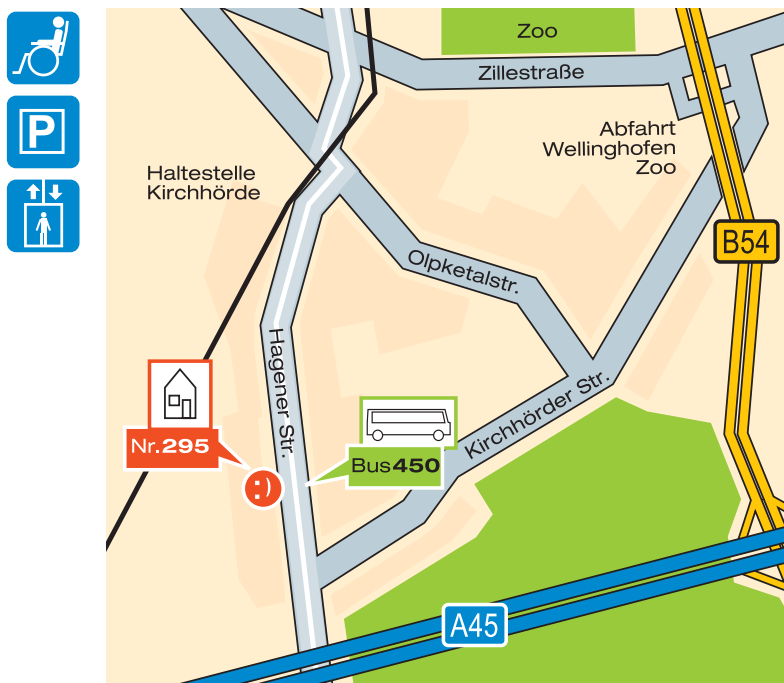 P
Zoo
Zillestraße
Abfahrt
Wellinghofen
Zoo
Haltestelle
Kirchhörde
B54
Olpketalstr.
Hagener Str.
Kirchhörder Str.
Nr.295
:)
Bus450
A45